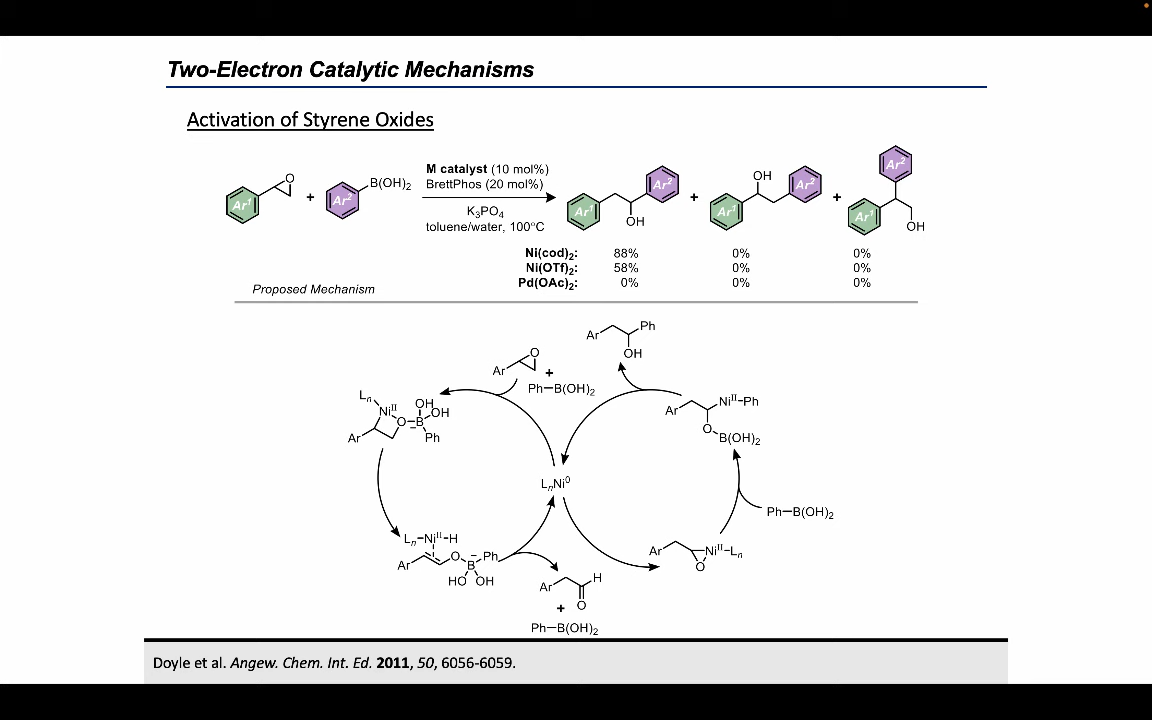 Two-Electron Catalytic Mechanisms
Activation of Styrene Oxides
Ar¹
O
+
Ar²
B(OH)₂
M catalyst (10 mol%)
BrettPhos (20 mol%)
K₃PO₄
toluene/water, 100°C
Ar¹
Ar²
OH
+
Ar¹
OH
Ar²
+
Ar²
Ar¹
OH
Ni(cod)₂: 88% 0% 0%
Ni(OTf)₂: 58% 0% 0%
Pd(OAc)₂: 0% 0% 0%
Proposed Mechanism
Ar
Ph
OH
Ar
O
+
Ph–B(OH)₂
Lₙ
Niᴵᴵ
O
–B
OH
OH
Ph
Ar
Ar
Niᴵᴵ–Ph
O
B(OH)₂
LₙNi⁰
Ph–B(OH)₂
Lₙ–Niᴵᴵ–H
Ar
O
–
B
Ph
HO OH
Ar
Niᴵᴵ–Lₙ
O
Ar
H
O
+
Ph–B(OH)₂
Doyle et al. Angew. Chem. Int. Ed. 2011, 50, 6056-6059.